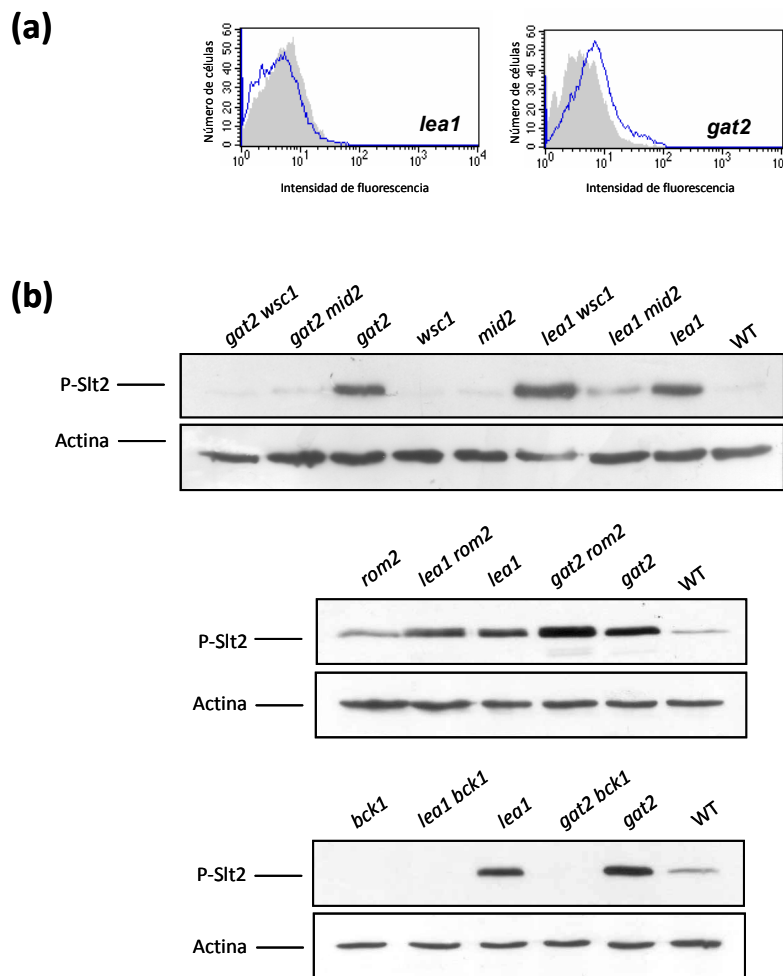 (a)
Número de células
0 10 20 30 40 50 60
lea1
10^0 10^1 10^2 10^3 10^4
Intensidad de fluorescencia
Número de células
0 10 20 30 40 50 60
gat2
10^0 10^1 10^2 10^3 10
Intensidad de fluorescencia
(b)
gat2 wsc1 gat2 mid2 gat2 wsc1 mid2 lea1 wsc1 lea1 mid2 lea1 WT
P-Slt2
Actina
rom2 lea1 rom2 lea1 gat2 rom2 gat2 WT
P-Slt2
Actina
bck1 lea1 bck1 lea1 gat2 bck1 gat2 WT
P-Slt2
Actina